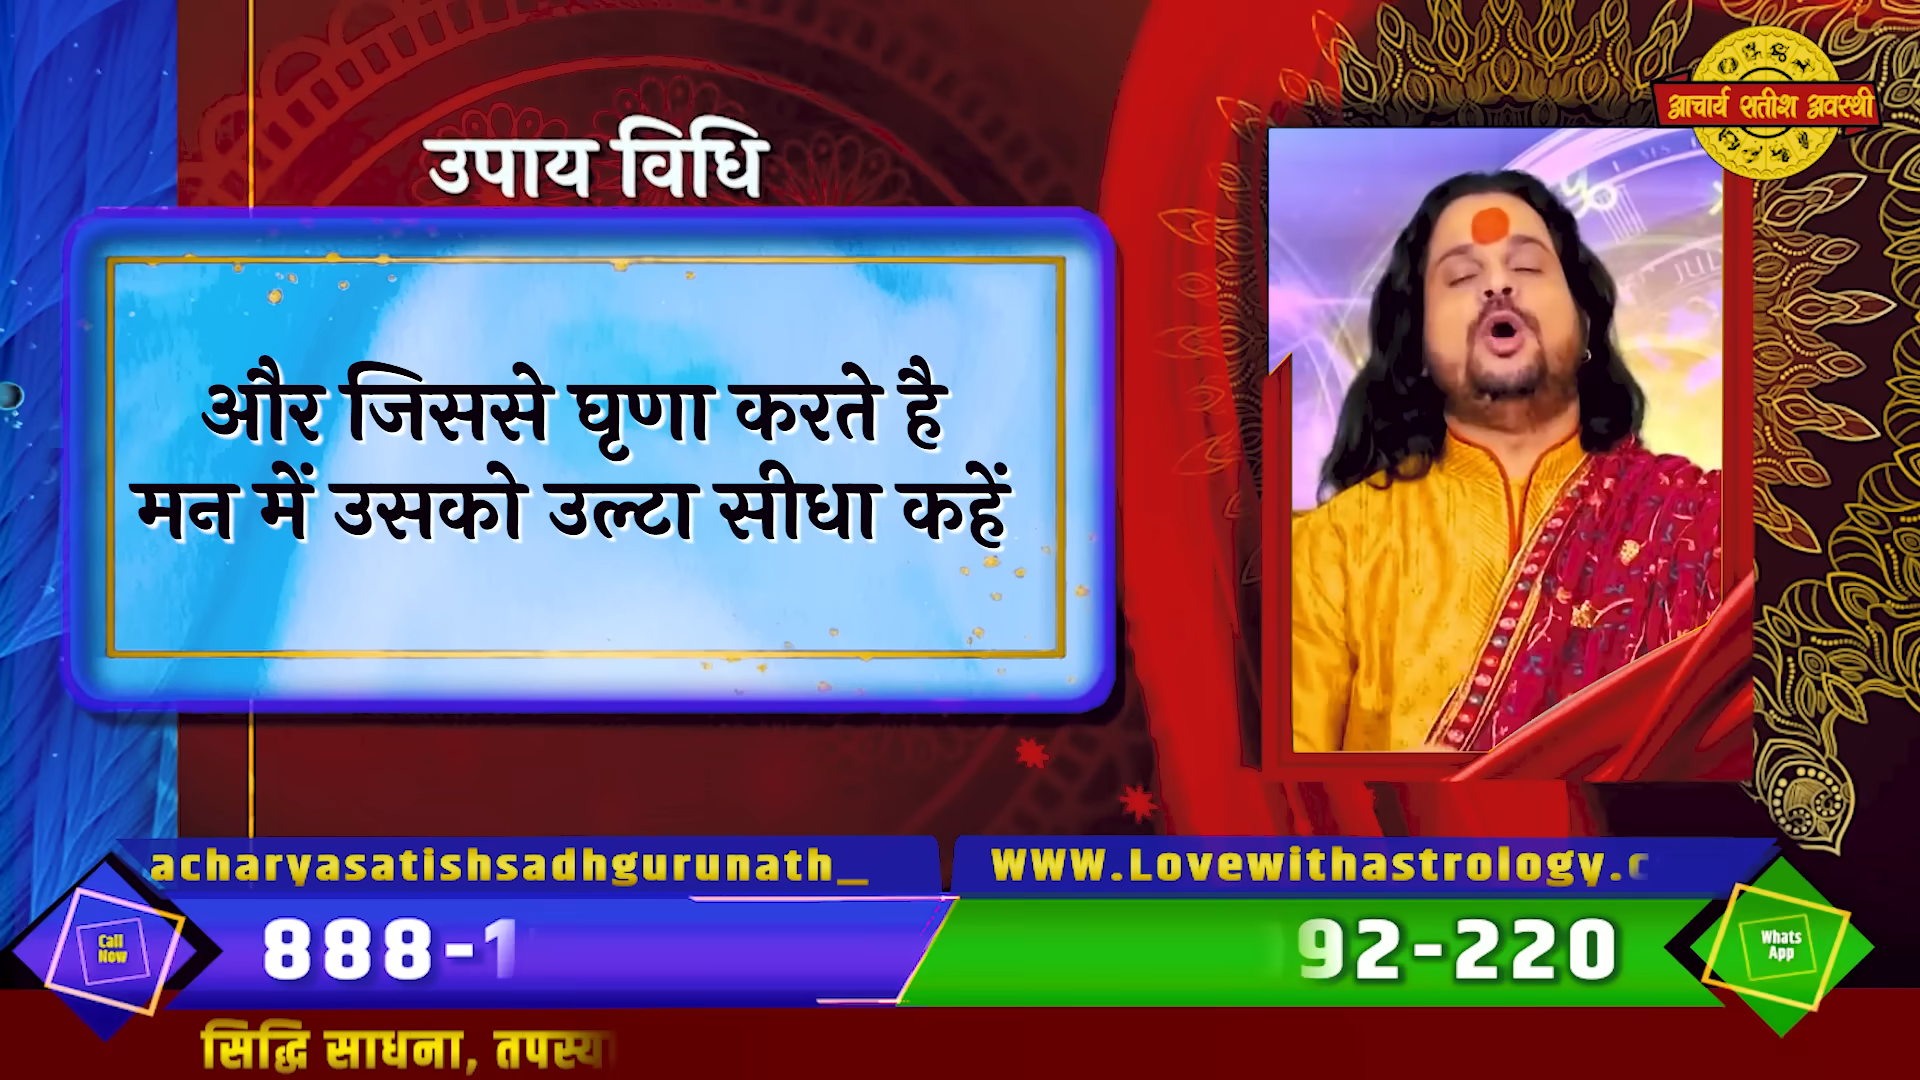 आचार्य सतीश अवस्थी
उपाय विधि
और जिससे घृणा करते है
मन में उसको उल्टा सीधा कहें
acharyasatishsadhgurunath_
WWW.Lovewithastrology.c
Call
Now
888-1
92-220
Whats
App
सिद्धि साधना, तपस्या